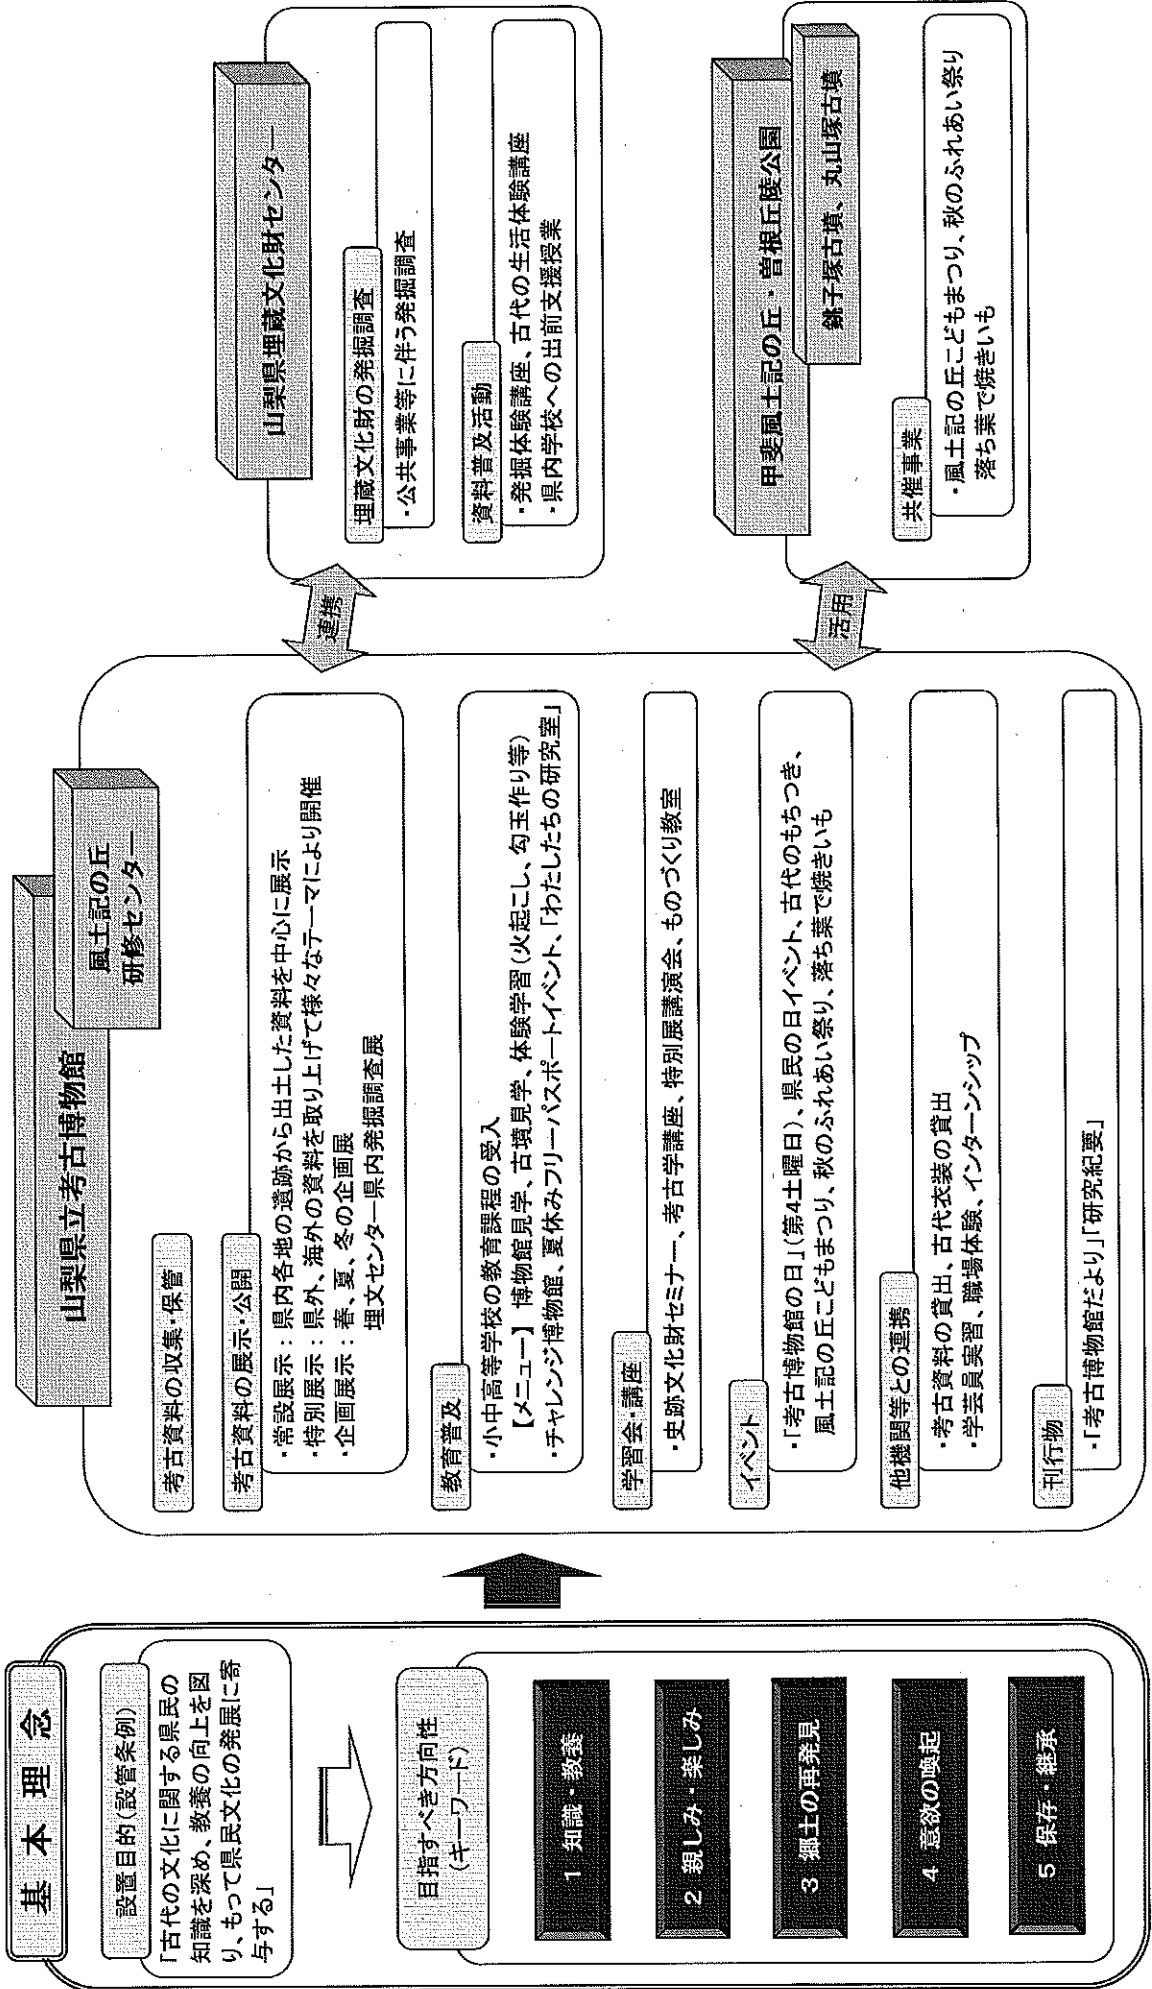 基本理念
設置目的(設管条例)
「古代の文化に関する県民の
知識を深め、教養の向上を図
り、もって県民文化の発展に寄
与する」
目指すべき方向性
(キーワード)
1 知識・教養
2 親しみ・楽しみ
3 郷土の再発見
4 意欲の喚起
5 保存・継承
山梨県立考古博物館
風土記の丘
研修センター
考古資料の収集・保管
考古資料の展示・公開
・常設展示：県内各地の遺跡から出土した資料を中心に展示
・特別展示：県外、海外の資料を取り上げて様々なテーマにより開催
・企画展示：春、夏、冬の企画展
埋文センター県内発掘調査展
教育普及
・小中高等学校の教育課程の受入
【メニュー】 博物館見学、古墳見学、体験学習(火起こし、勾玉作り等)
・チャレンジ博物館、夏休みフリーパスポートイベント、「わたしたちの研究室」
学習会・講座
・史跡文化財セミナー、考古学講座、特別展講演会、ものづくり教室
イベント
・「考古博物館の日」(第4土曜日)、県民の日イベント、古代のもちつき、
風土記の丘こどもまつり、秋のふれあい祭り、落ち葉で焼きいも
他機関等との連携
・考古資料の貸出、古代衣装の貸出
・学芸員実習、職場体験、インターンシップ
刊行物
・「考古博物館だより」「研究紀要」
連携
活用
山梨県埋蔵文化財センター
埋蔵文化財の発掘調査
・公共事業等に伴う発掘調査
資料普及活動
・発掘体験講座、古代の生活体験講座
・県内学校への出前支援授業
甲斐風土記の丘・曽根丘陵公園
銚子塚古墳、丸山塚古墳
共催事業
・風土記の丘こどもまつり、秋のふれあい祭り
落ち葉で焼きいも